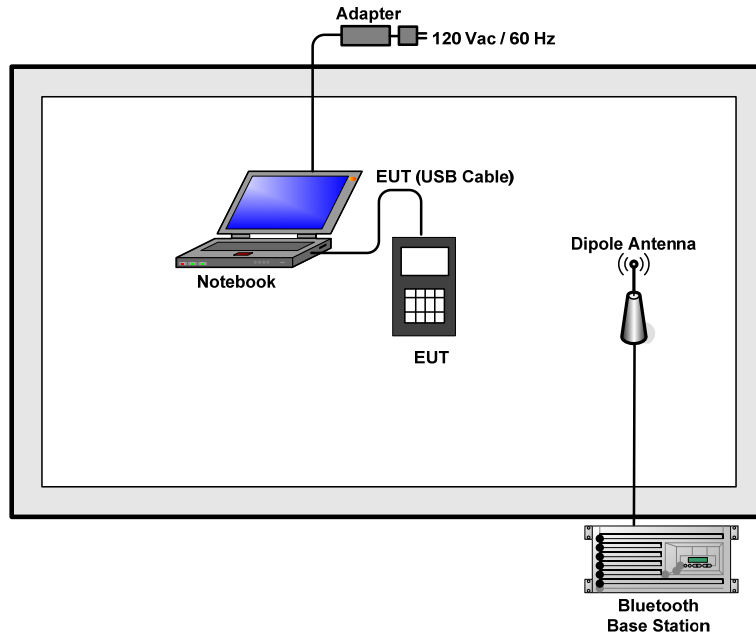 Adapter
120 Vac / 60 Hz
EUT (USB Cable)
Notebook
Dipole Antenna
EUT
Bluetooth
Base Station